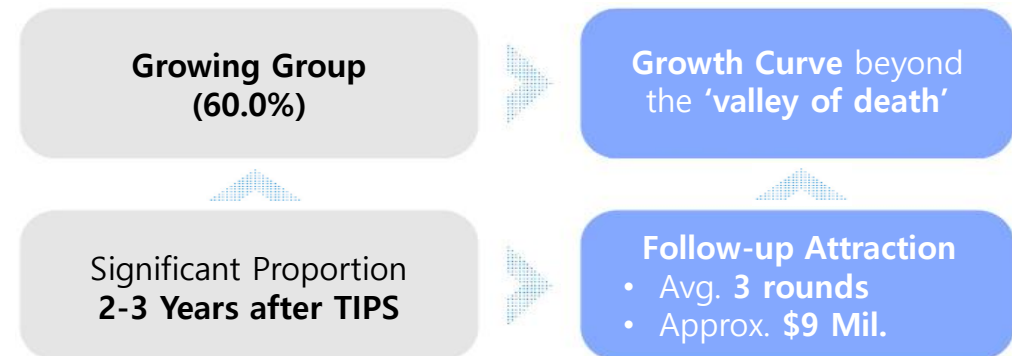 Growing Group
(60.0%)
Growth Curve beyond
the ‘valley of death’
Significant Proportion
2-3 Years after TIPS
Follow-up Attraction
• Avg. 3 rounds
• Approx. $9 Mil.